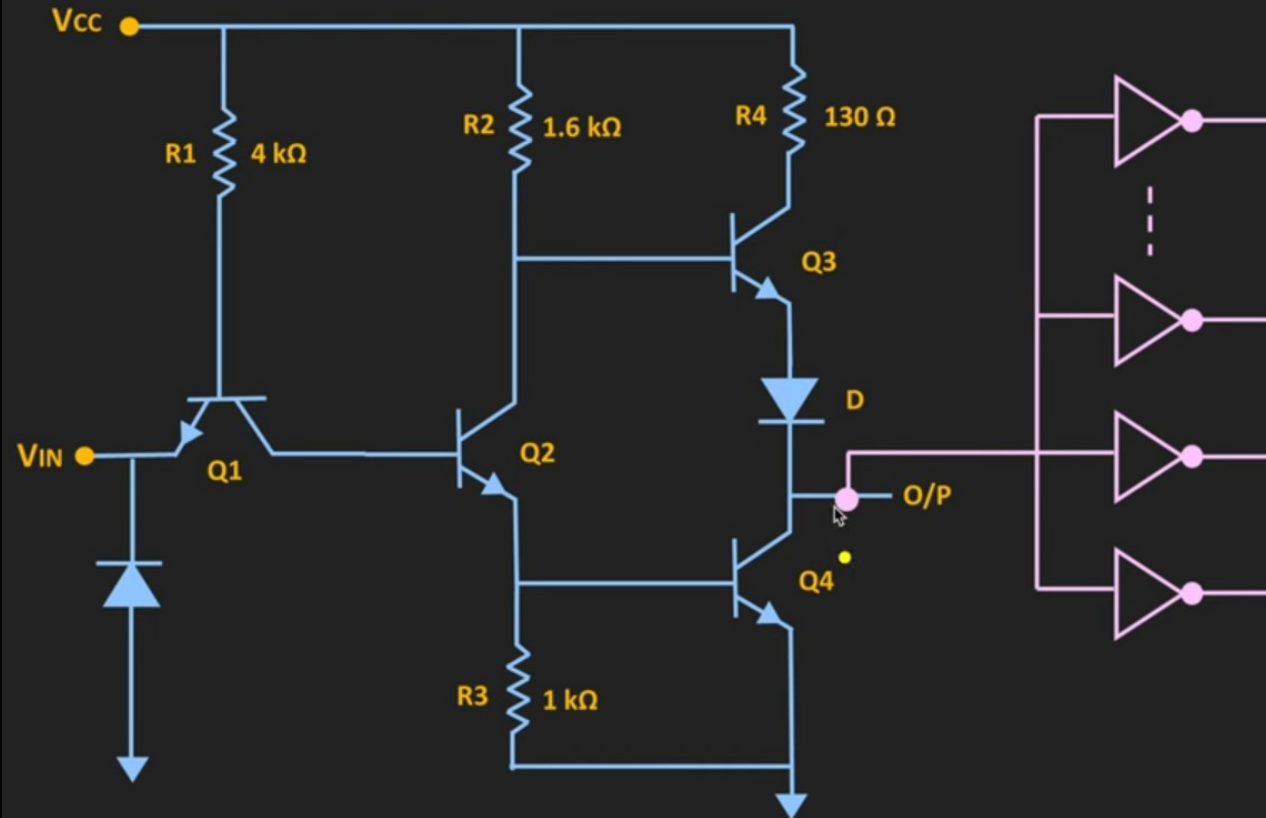 VCC
R1 4 kΩ
R2 1.6 kΩ
R4 130 Ω
Q3
VIN
Q1
Q2
D
O/P
Q4
R3 1 kΩ